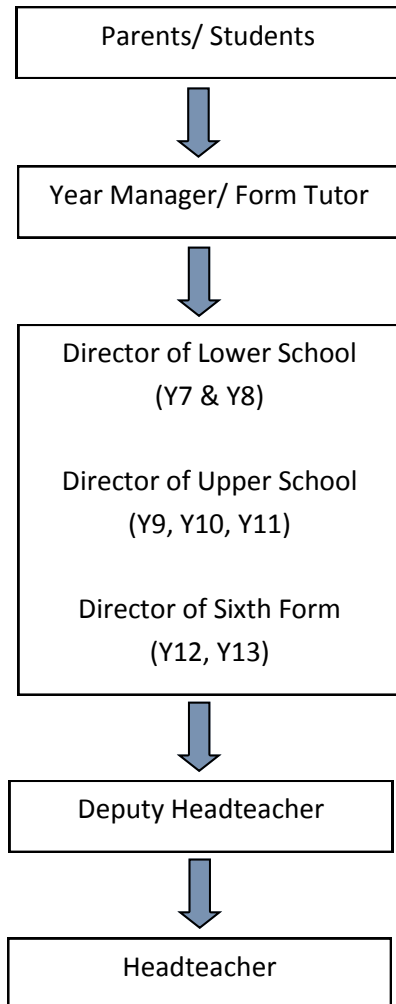 Parents/ Students
Year Manager/ Form Tutor
Director of Lower School
(Y7 & Y8)
Director of Upper School
(Y9, Y10, Y11)
Director of Sixth Form
(Y12, Y13)
Deputy Headteacher
Headteacher